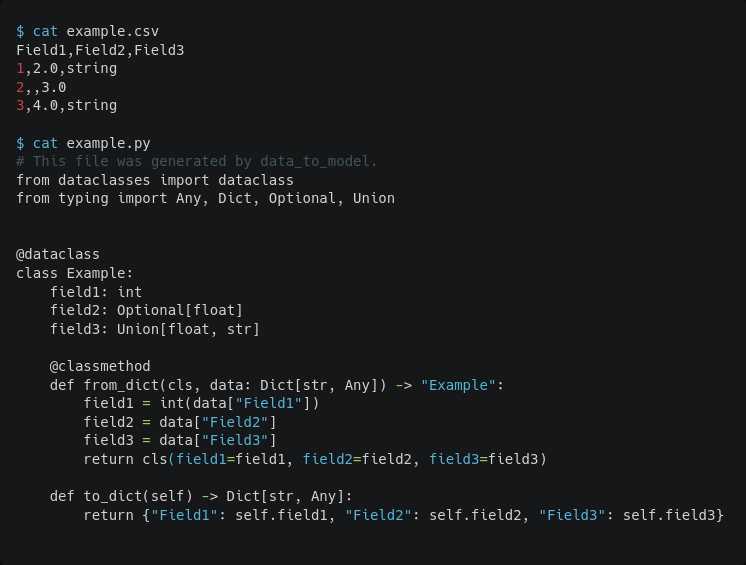 $ cat example.csv
Field1,Field2,Field3
1,2.0,string
2,,3.0
3,4.0,string

$ cat example.py
# This file was generated by data_to_model.
from dataclasses import dataclass
from typing import Any, Dict, Optional, Union


@dataclass
class Example:
    field1: int
    field2: Optional[float]
    field3: Union[float, str]

    @classmethod
    def from_dict(cls, data: Dict[str, Any]) -> "Example":
        field1 = int(data["Field1"])
        field2 = data["Field2"]
        field3 = data["Field3"]
        return cls(field1=field1, field2=field2, field3=field3)

    def to_dict(self) -> Dict[str, Any]:
        return {"Field1": self.field1, "Field2": self.field2, "Field3": self.field3}